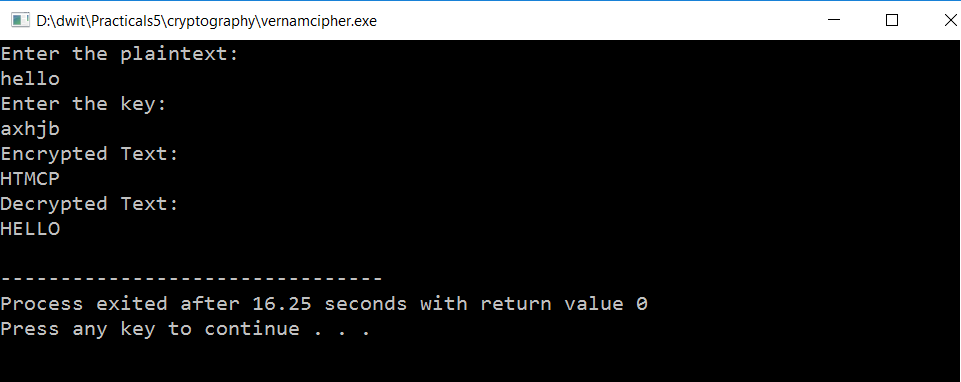 D:\dwit\Practicals5\cryptography\vernamcipher.exe
Enter the plaintext:
hello
Enter the key:
axhjb
Encrypted Text:
HTMCP
Decrypted Text:
HELLO
--------------------------------
Process exited after 16.25 seconds with return value 0
Press any key to continue . . .